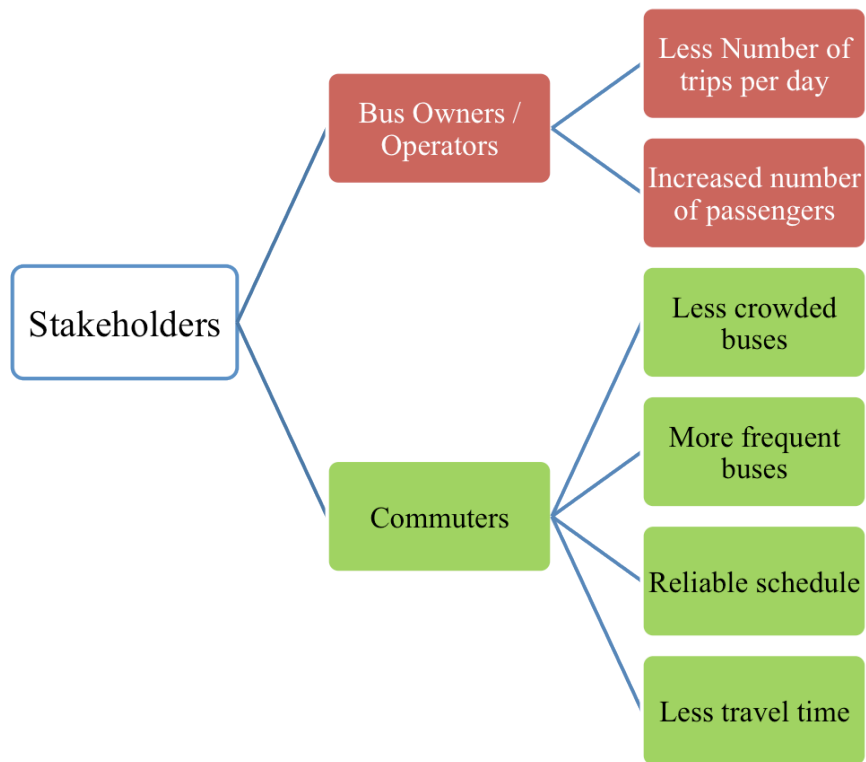 Stakeholders
Bus Owners /
Operators
Less Number of
trips per day
Increased number
of passengers
Commuters
Less crowded
buses
More frequent
buses
Reliable schedule
Less travel time